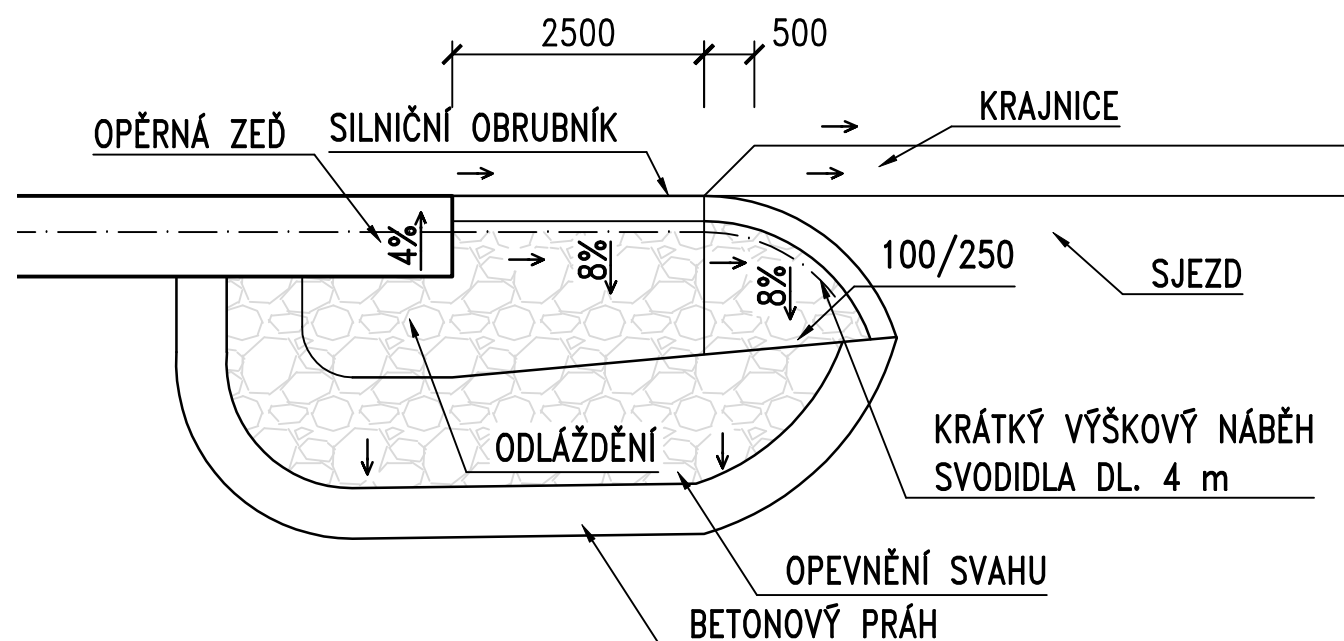 2500
500
KRAJNICE
OPĚRNÁ ZEĎ
SILNIČNÍ OBRUBNÍK
4%
8%
8%
100/250
SJEZD
KRÁTKÝ VÝŠKOVÝ NÁBĚH
SVODIDLA DL. 4 m
ODLÁŽDĚNÍ
OPEVNĚNÍ SVAHU
BETONOVÝ PRÁH